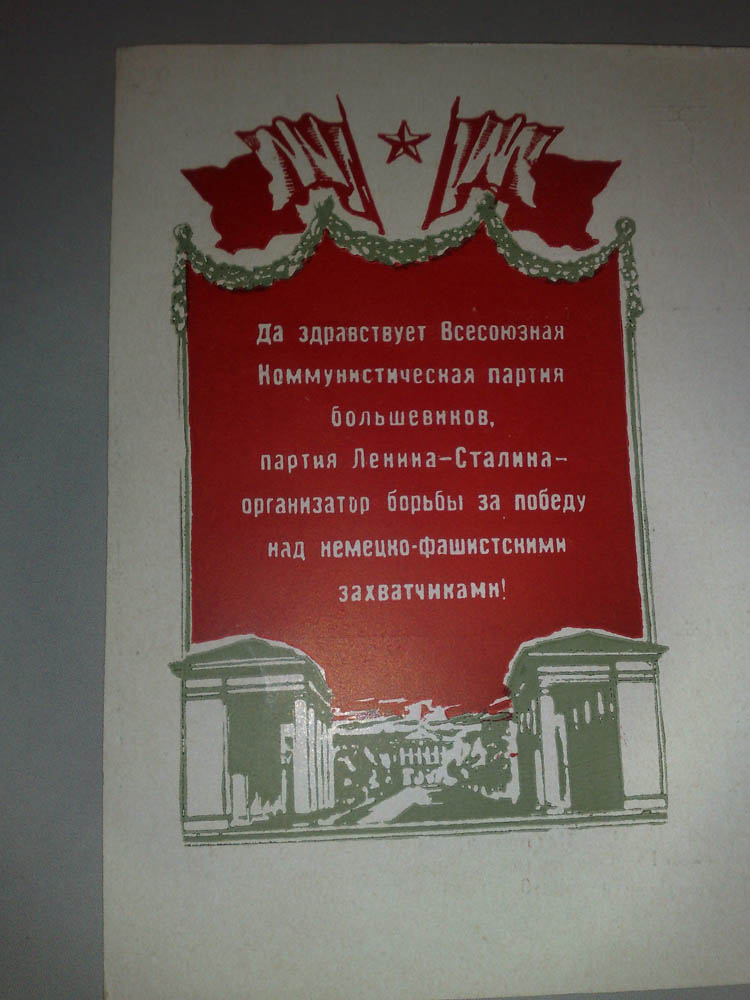 Да здравствует Всесоюзная
Коммунистическая партия
большевиков,
партия Ленина-Сталина-
организатор борьбы за победу
над немецко-фашистскими
захватчиками!